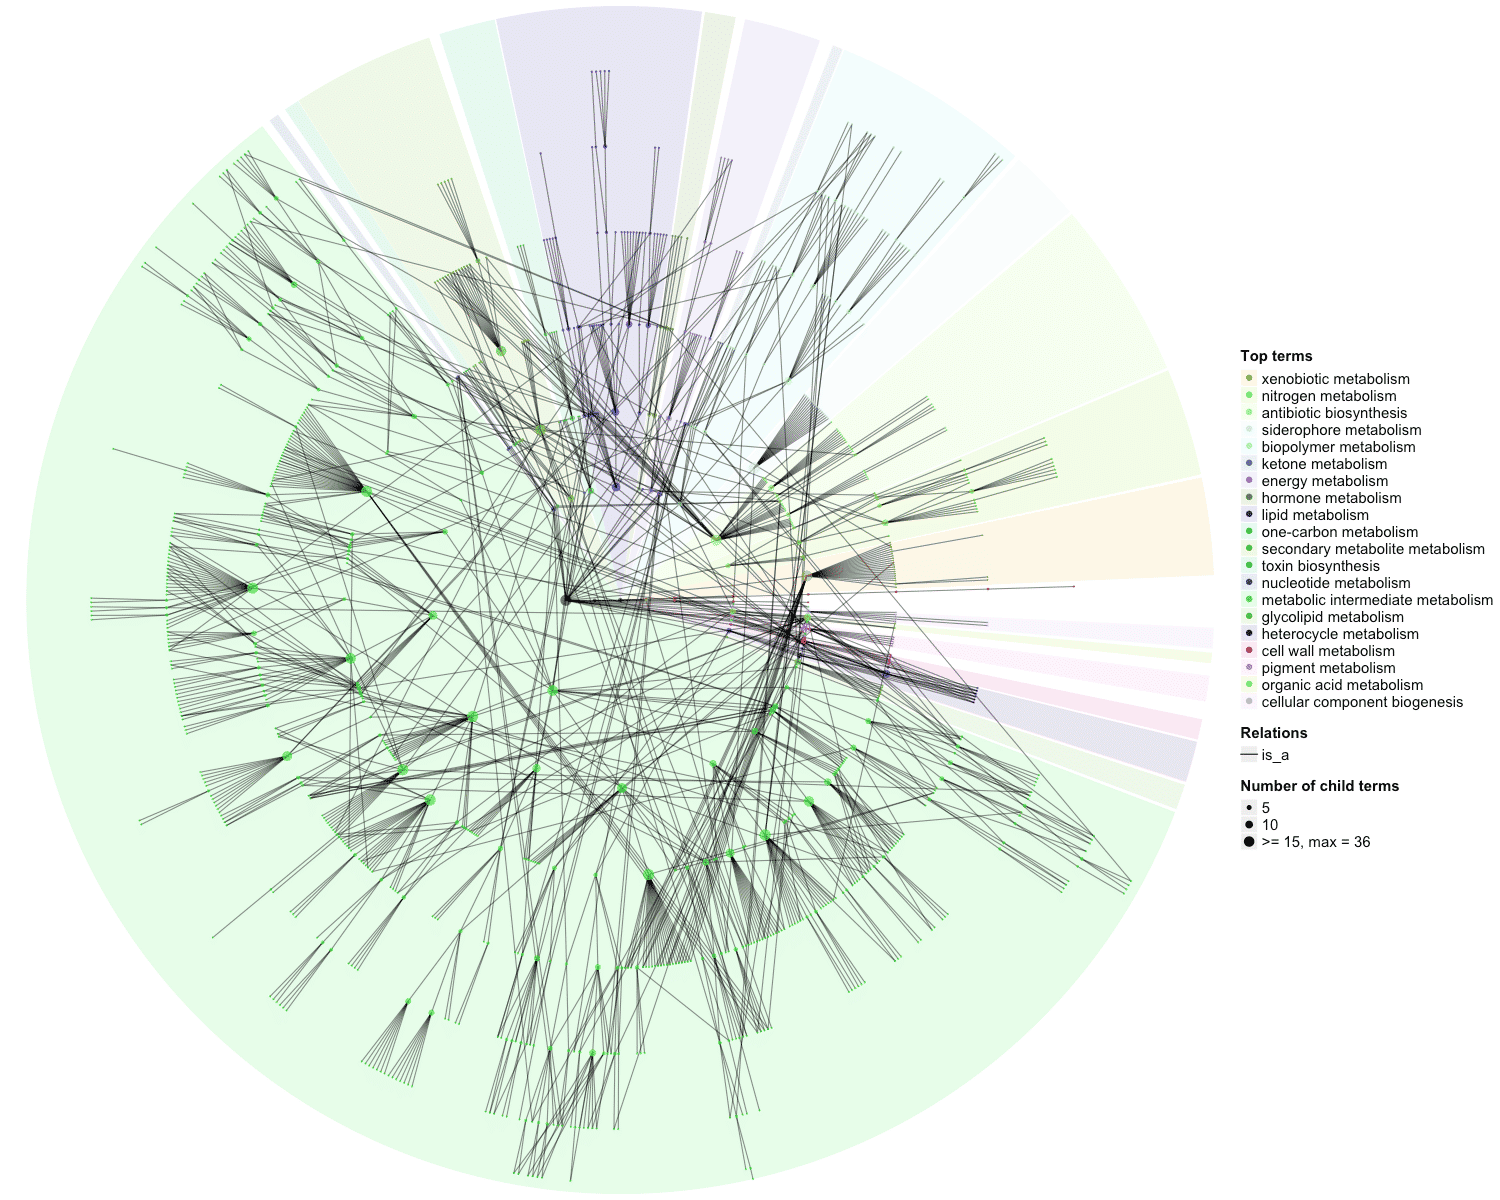 Top terms
xenobiotic metabolism
nitrogen metabolism
antibiotic biosynthesis
siderophore metabolism
biopolymer metabolism
ketone metabolism
energy metabolism
hormone metabolism
lipid metabolism
one-carbon metabolism
secondary metabolite metabolism
toxin biosynthesis
nucleotide metabolism
metabolic intermediate metabolism
glycolipid metabolism
heterocycle metabolism
cell wall metabolism
pigment metabolism
organic acid metabolism
cellular component biogenesis
Relations
is_a
Number of child terms
5
10
>= 15, max = 36